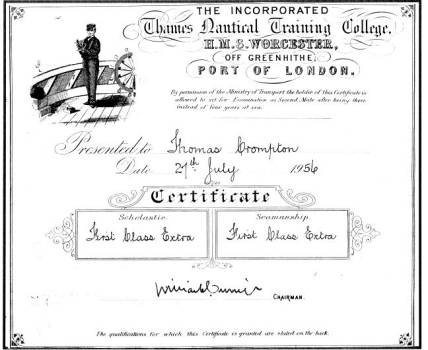 THE INCORPORATED
Thames Nautical Training College.
H.M.S. WORCESTER,
OFF GREENHITHE,
PORT OF LONDON.
By permission of the Ministry of Transport the holder of this Certificate is
allowed to sit for Examination as Second Mate after being three
instead of four years at sea.
Presented to Thomas Crompton
Date 27th July 1956
Certificate
Scholastic. Seamanship.
First Class Extra First Class Extra
CHAIRMAN.
The qualifications for which this Certificate is granted are stated on the back.